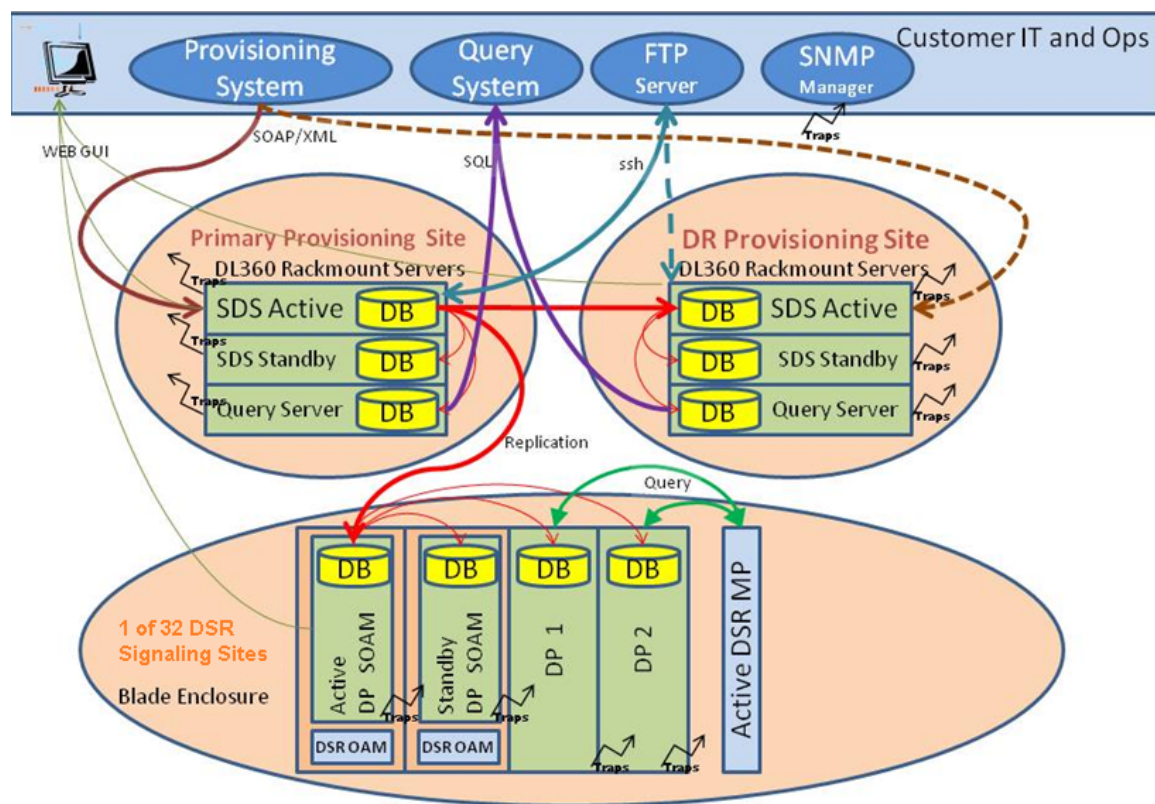 Customer IT and Ops
Provisioning
System
Query
System
FTP
Server
SNMP
Manager
Traps
WEB GUI
SOAP/XML
SQL
ssh
Primary Provisioning Site
DL360 Rackmount Servers
Traps
SDS Active
DB
Traps
SDS Standby
DB
Traps
Query Server
DB
DR Provisioning Site
DL360 Rackmount Servers
Traps
DB
SDS Active
Traps
DB
SDS Standby
Traps
DB
Query Server
Replication
Query
1 of 32 DSR
Signaling Sites
Blade Enclosure
DB
Active
DP SOAM
Traps
DSR OAM
DB
Standby
DP SOAM
Traps
DSR OAM
DB
DP 1
Traps
DB
DP 2
Traps
Active DSR MP